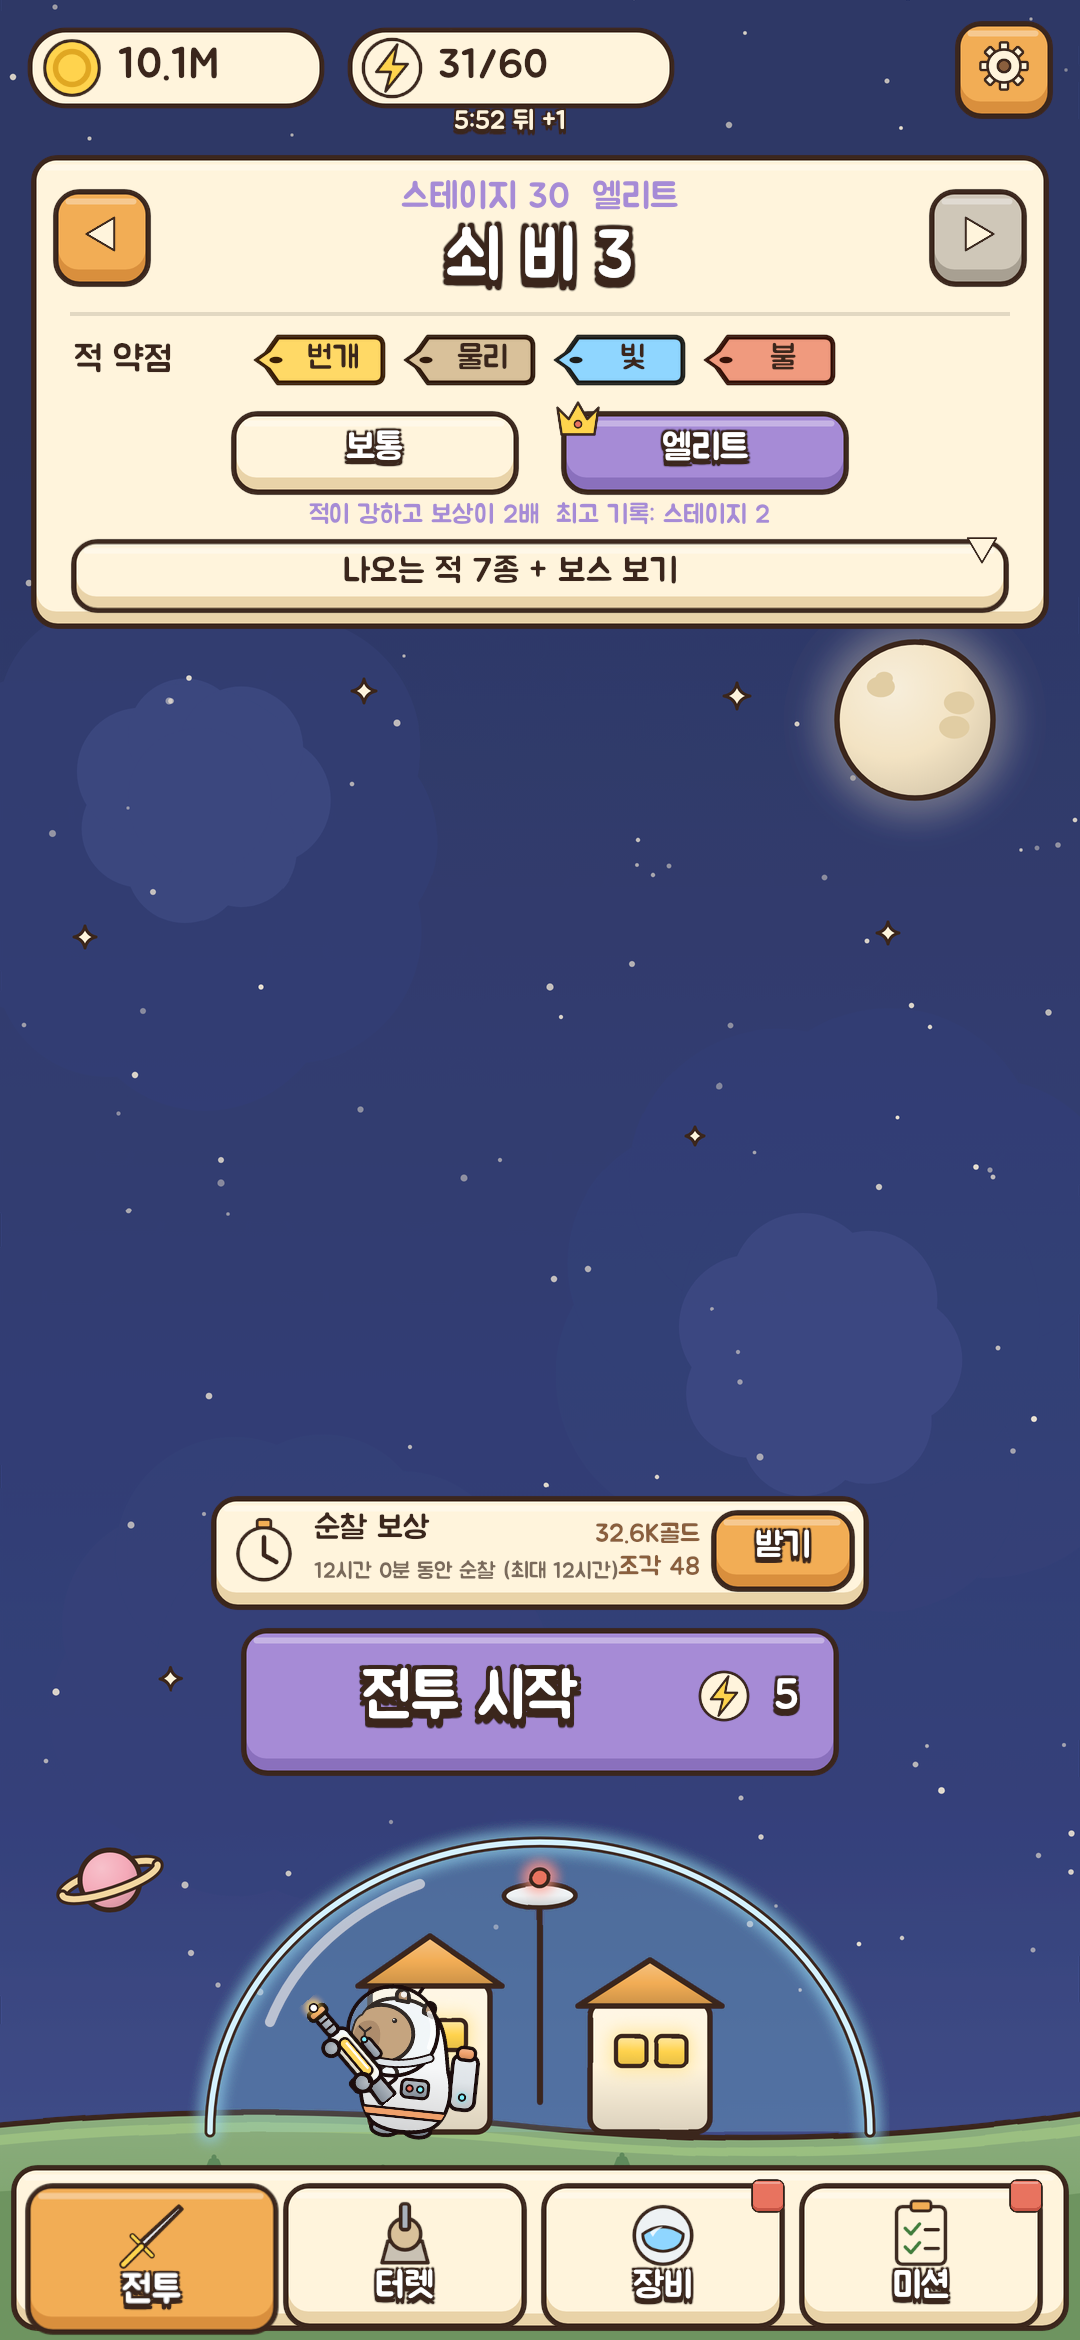 10.1M
31/60
5:52 뒤 +1
스테이지 30 엘리트
쇠 비 3
적 약점
번개
물리
빛
불
보통
엘리트
적이 강하고 보상이 2배 최고 기록: 스테이지 2
나오는 적 7종 + 보스 보기
순찰 보상
32.6K골드
12시간 0분 동안 순찰 (최대 12시간)
조각 48
받기
전투 시작
5
전투
터렛
장비
미션